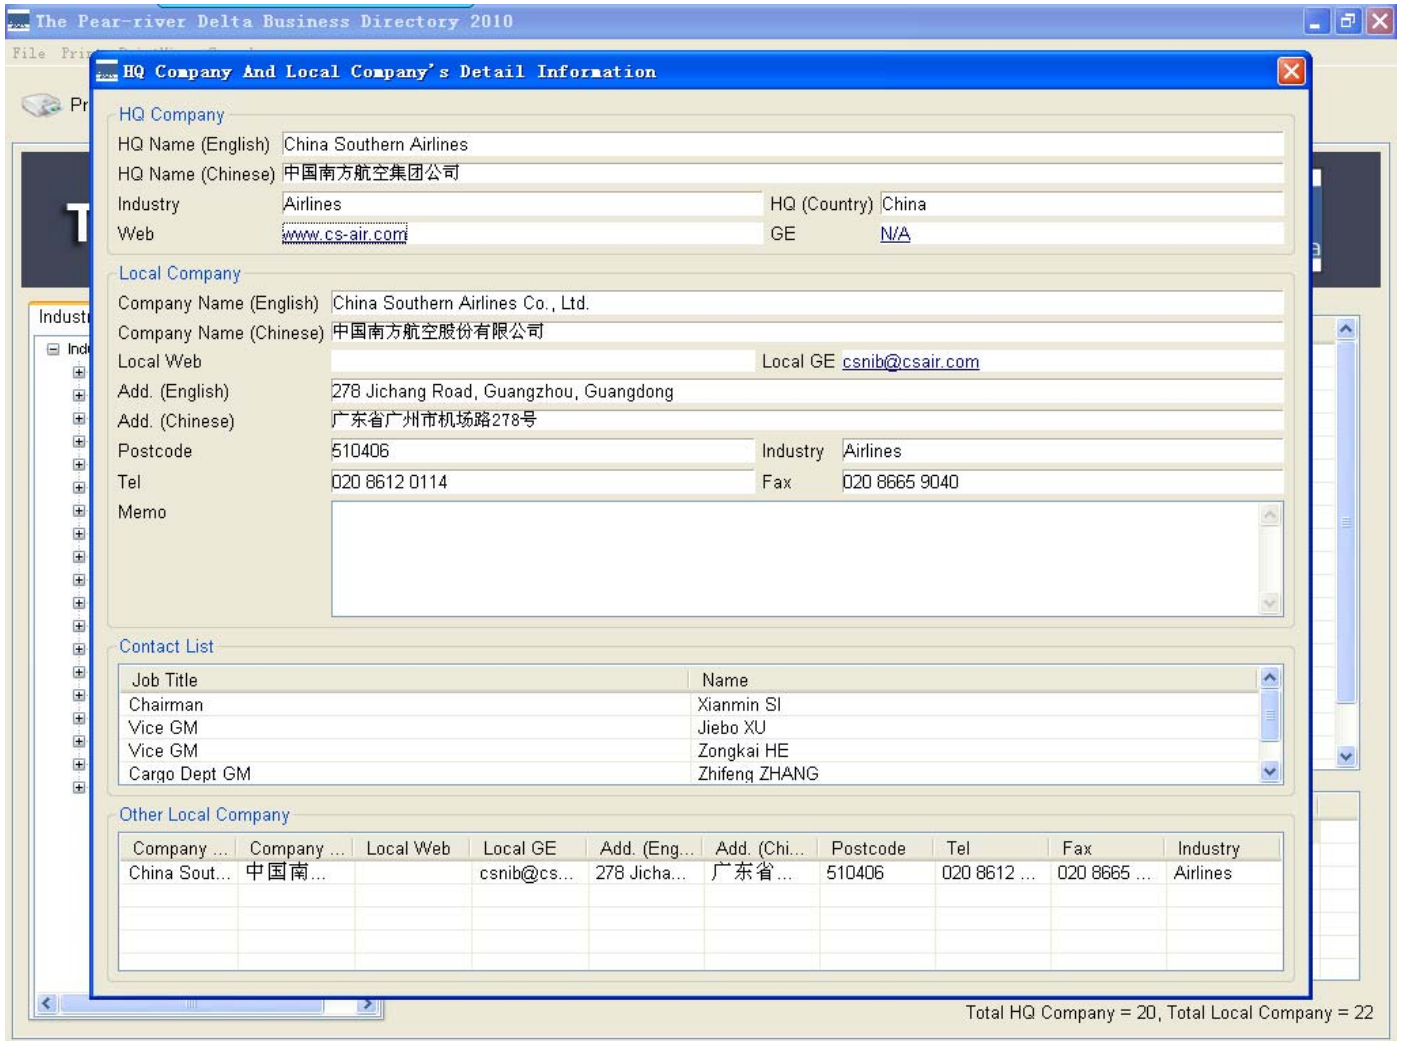 The Pear-river Delta Business Directory 2010
File
HQ Company And Local Company's Detail Information
Pr
HQ Company
HQ Name (English) China Southern Airlines
HQ Name (Chinese) 中国南方航空集团公司
Industry Airlines HQ (Country) China
Web www.cs-air.com GE N/A
Local Company
Company Name (English) China Southern Airlines Co., Ltd.
Company Name (Chinese) 中国南方航空股份有限公司
Local Web Local GE csnib@csair.com
Add. (English) 278 Jichang Road, Guangzhou, Guangdong
Add. (Chinese) 广东省广州市机场路278号
Postcode 510406 Industry Airlines
Tel 020 8612 0114 Fax 020 8665 9040
Memo
Contact List
Job Title Name
Chairman Xianmin SI
Vice GM Jiebo XU
Vice GM Zongkai HE
Cargo Dept GM Zhifeng ZHANG
Other Local Company
Company ... Company ... Local Web Local GE Add. (Eng... Add. (Chi... Postcode Tel Fax Industry
China Sout... 中国南... csnib@cs... 278 Jicha... 广东省... 510406 020 8612 ... 020 8665 ... Airlines
Total HQ Company = 20, Total Local Company = 22